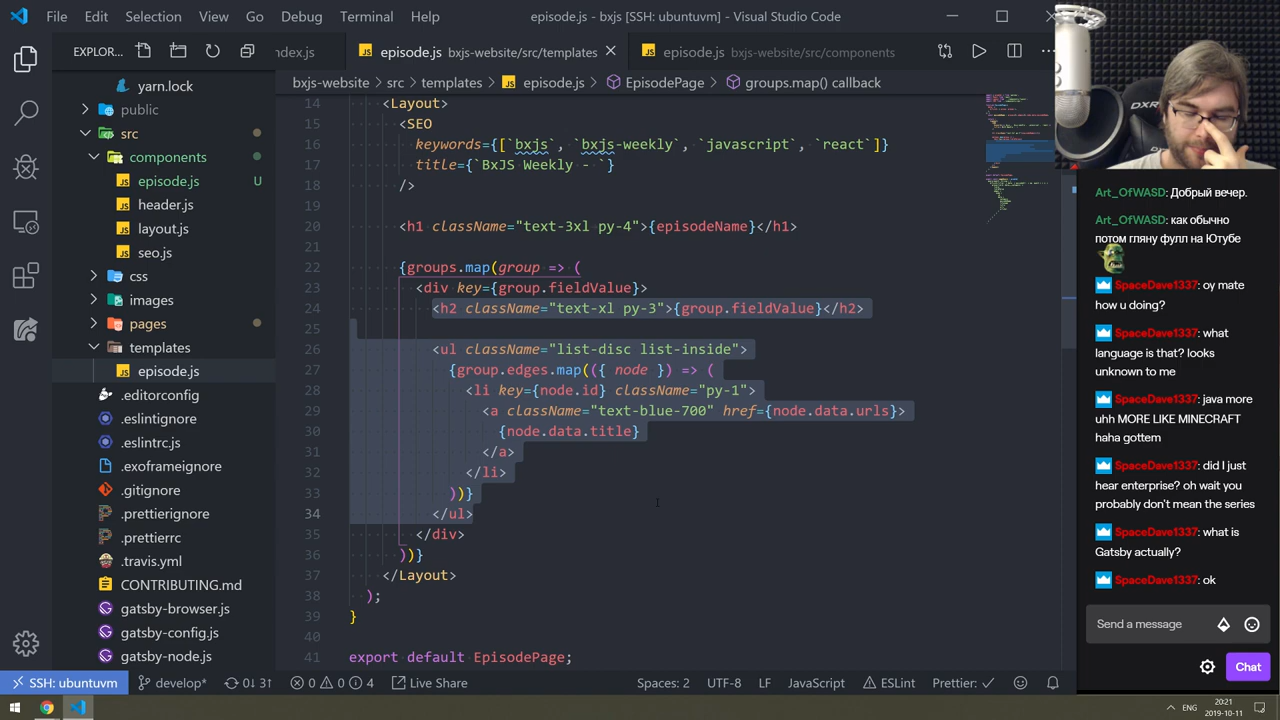 File Edit Selection View Go Debug Terminal Help
episode.js - bxjs [SSH: ubuntuvm] - Visual Studio Code
EXPLOR...
ndex.js
episode.js bxjs-website/src/templates
episode.js bxjs-website/src/components
bxjs-website > src > templates > episode.js > EpisodePage > groups.map() callback
yarn.lock
public
src
components
episode.js U
header.js
layout.js
seo.js
css
images
pages
templates
episode.js
.editorconfig
.eslintignore
.eslintrc.js
.exoframeignore
.gitignore
.prettierignore
.prettierrc
.travis.yml
CONTRIBUTING.md
gatsby-browser.js
gatsby-config.js
gatsby-node.js
14 <Layout>
15 <SEO
16 keywords={[`bxjs`, `bxjs-weekly`, `javascript`, `react`]}
17 title={`BxJS Weekly - `}
18 />
19
20 <h1 className="text-3xl py-4">{episodeName}</h1>
21
22 {groups.map(group => (
23 <div key={group.fieldValue}>
24 <h2 className="text-xl py-3">{group.fieldValue}</h2>
25
26 <ul className="list-disc list-inside">
27 {group.edges.map(({ node }) => (
28 <li key={node.id} className="py-1">
29 <a className="text-blue-700" href={node.data.urls}>
30 {node.data.title}
31 </a>
32 </li>
33 ))}
34 </ul>
35 </div>
36 ))}
37 </Layout>
38 );
39 }
40
41 export default EpisodePage;
DXR
Art_OfWASD: Добрый вечер.
Art_OfWASD: как обычно
потом гляну фулл на Ютубе
SpaceDave1337: oy mate
how u doing?
SpaceDave1337: what
language is that? looks
unknown to me
SpaceDave1337: java more
uhh MORE LIKE MINECRAFT
haha gottem
SpaceDave1337: did I just
hear enterprise? oh wait you
probably don't mean the series
SpaceDave1337: what is
Gatsby actually?
SpaceDave1337: ok
Send a message
Chat
SSH: ubuntuvm develop* 0↓ 3↑ 0 0 4 Live Share Spaces: 2 UTF-8 LF JavaScript ESLint Prettier: ✓
ENG
20:21
2019-10-11